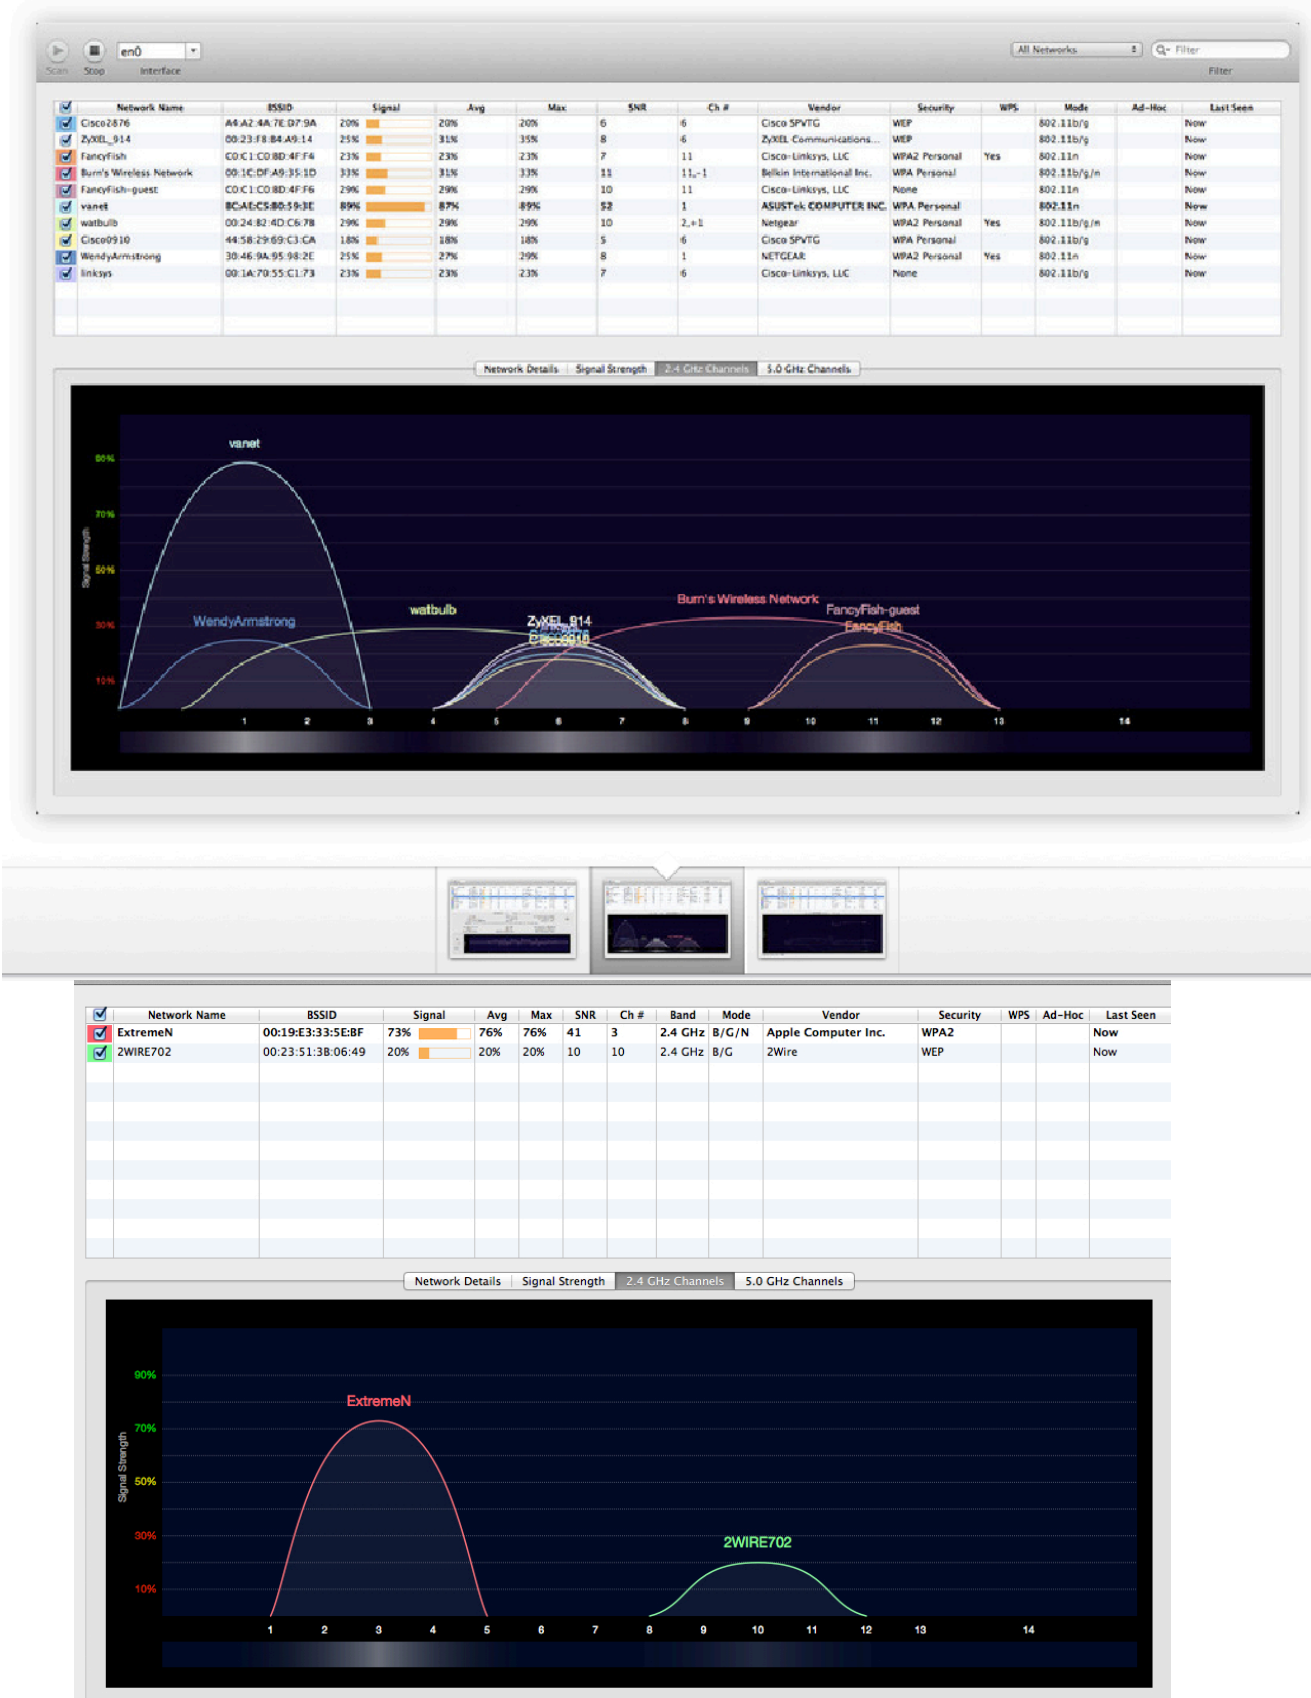 en0 All Networks Filter
Scan Stop Interface Filter
Network Name BSSID Signal Avg Max SNR Ch # Vendor Security WPS Mode Ad-Hoc Last Seen
Cisco2876 A4:A2:4A:7E:D7:9A 20% 20% 20% 6 6 Cisco SPVTG WEP 802.11b/g Now
ZyXEL_914 00:23:F8:B4:A9:14 25% 31% 35% 8 6 ZyXEL Communications... WEP 802.11b/g Now
FancyFish C0:C1:C0:8D:4F:F4 23% 23% 23% 7 11 Cisco-Linksys, LLC WPA2 Personal Yes 802.11n Now
Burn's Wireless Network 00:1C:DF:A9:35:1D 33% 31% 33% 11 11,-1 Belkin International Inc. WPA Personal 802.11b/g/n Now
FancyFish-guest C0:C1:C0:8D:4F:F6 29% 29% 29% 10 11 Cisco-Linksys, LLC None 802.11n Now
vanet BC:AE:C5:80:59:3E 89% 87% 89% 52 1 ASUSTek COMPUTER INC. WPA Personal 802.11n Now
watbulb 00:24:B2:4D:C6:7B 29% 29% 29% 10 2,+1 Netgear WPA2 Personal Yes 802.11b/g/n Now
Cisco0910 44:58:29:69:C3:CA 18% 18% 18% 5 6 Cisco SPVTG WPA Personal 802.11b/g Now
WendyArmstrong 30:46:9A:95:98:2E 25% 27% 29% 8 1 NETGEAR WPA2 Personal Yes 802.11n Now
linksys 00:1A:70:55:C1:73 23% 23% 23% 7 6 Cisco-Linksys, LLC None 802.11b/g Now
Network Details Signal Strength 2.4 GHz Channels 5.0 GHz Channels
vanet
70%
Signal Strength
50%
Burn's Wireless Network
watbulb FancyFish-guest
30% WendyArmstrong ZyXEL_914 FancyFish
Cisco0910
10%
1 2 3 4 5 6 7 8 9 10 11 12 13 14
Network Name BSSID Signal Avg Max SNR Ch # Band Mode Vendor Security WPS Ad-Hoc Last Seen
ExtremeN 00:19:E3:33:5E:BF 73% 76% 76% 41 3 2.4 GHz B/G/N Apple Computer Inc. WPA2 Now
2WIRE702 00:23:51:3B:06:49 20% 20% 20% 10 10 2.4 GHz B/G 2Wire WEP Now
Network Details Signal Strength 2.4 GHz Channels 5.0 GHz Channels
90%
ExtremeN
70%
Signal Strength
50%
30%
2WIRE702
10%
1 2 3 4 5 6 7 8 9 10 11 12 13 14